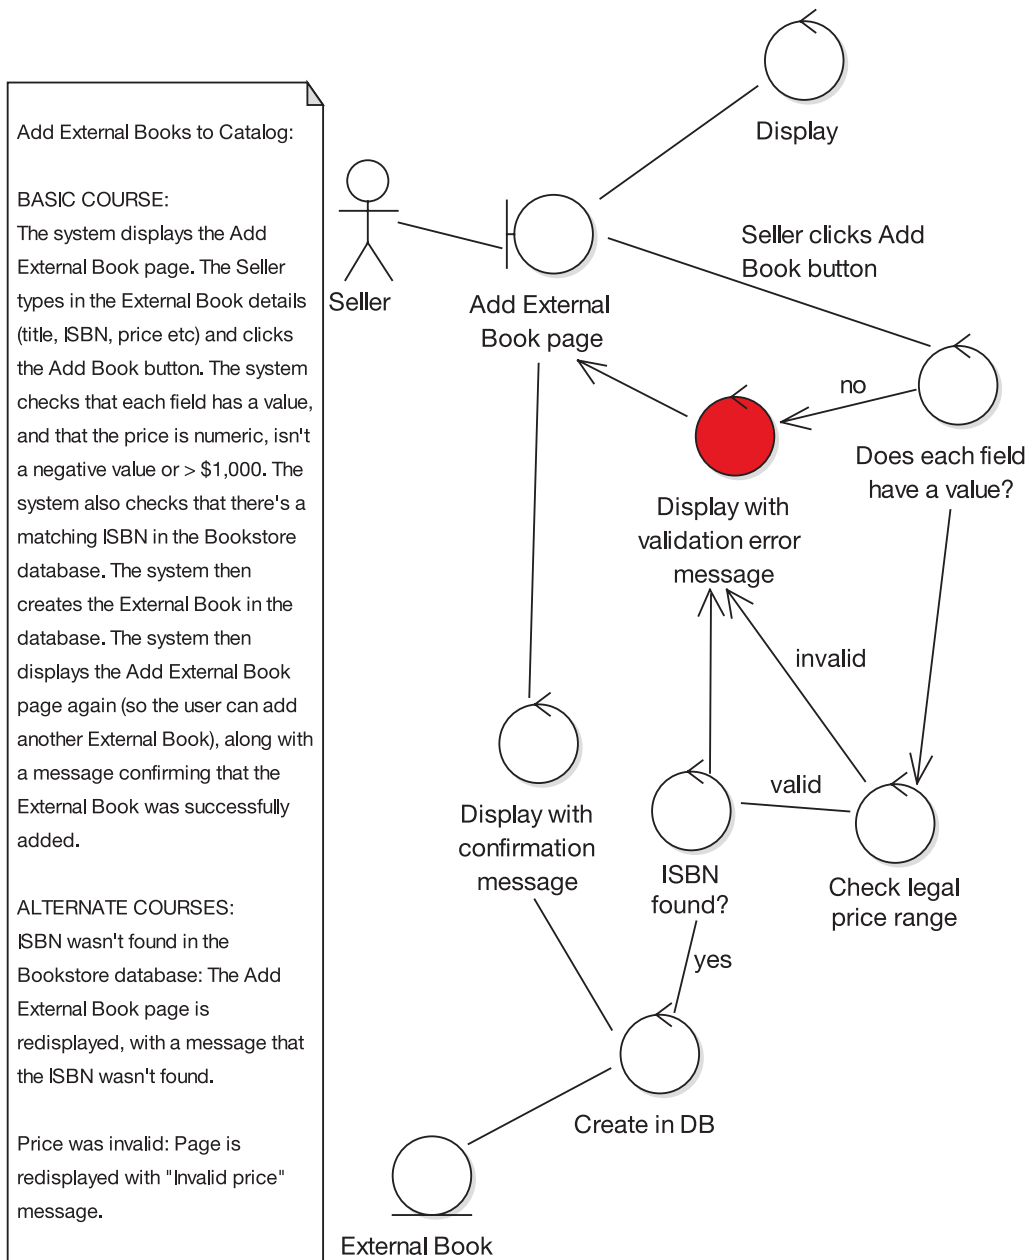 Add External Books to Catalog:
BASIC COURSE:
The system displays the Add
External Book page. The Seller
types in the External Book details
(title, ISBN, price etc) and clicks
the Add Book button. The system
checks that each field has a value,
and that the price is numeric, isn't
a negative value or > $1,000. The
system also checks that there's a
matching ISBN in the Bookstore
database. The system then
creates the External Book in the
database. The system then
displays the Add External Book
page again (so the user can add
another External Book), along with
a message confirming that the
External Book was successfully
added.
ALTERNATE COURSES:
ISBN wasn't found in the
Bookstore database: The Add
External Book page is
redisplayed, with a message that
the ISBN wasn't found.
Price was invalid: Page is
redisplayed with "Invalid price"
message.
Display
Seller
Add External
Book page
Seller clicks Add
Book button
no
Does each field
have a value?
Display with
validation error
message
invalid
valid
Display with
confirmation
message
ISBN
found?
Check legal
price range
yes
Create in DB
External Book